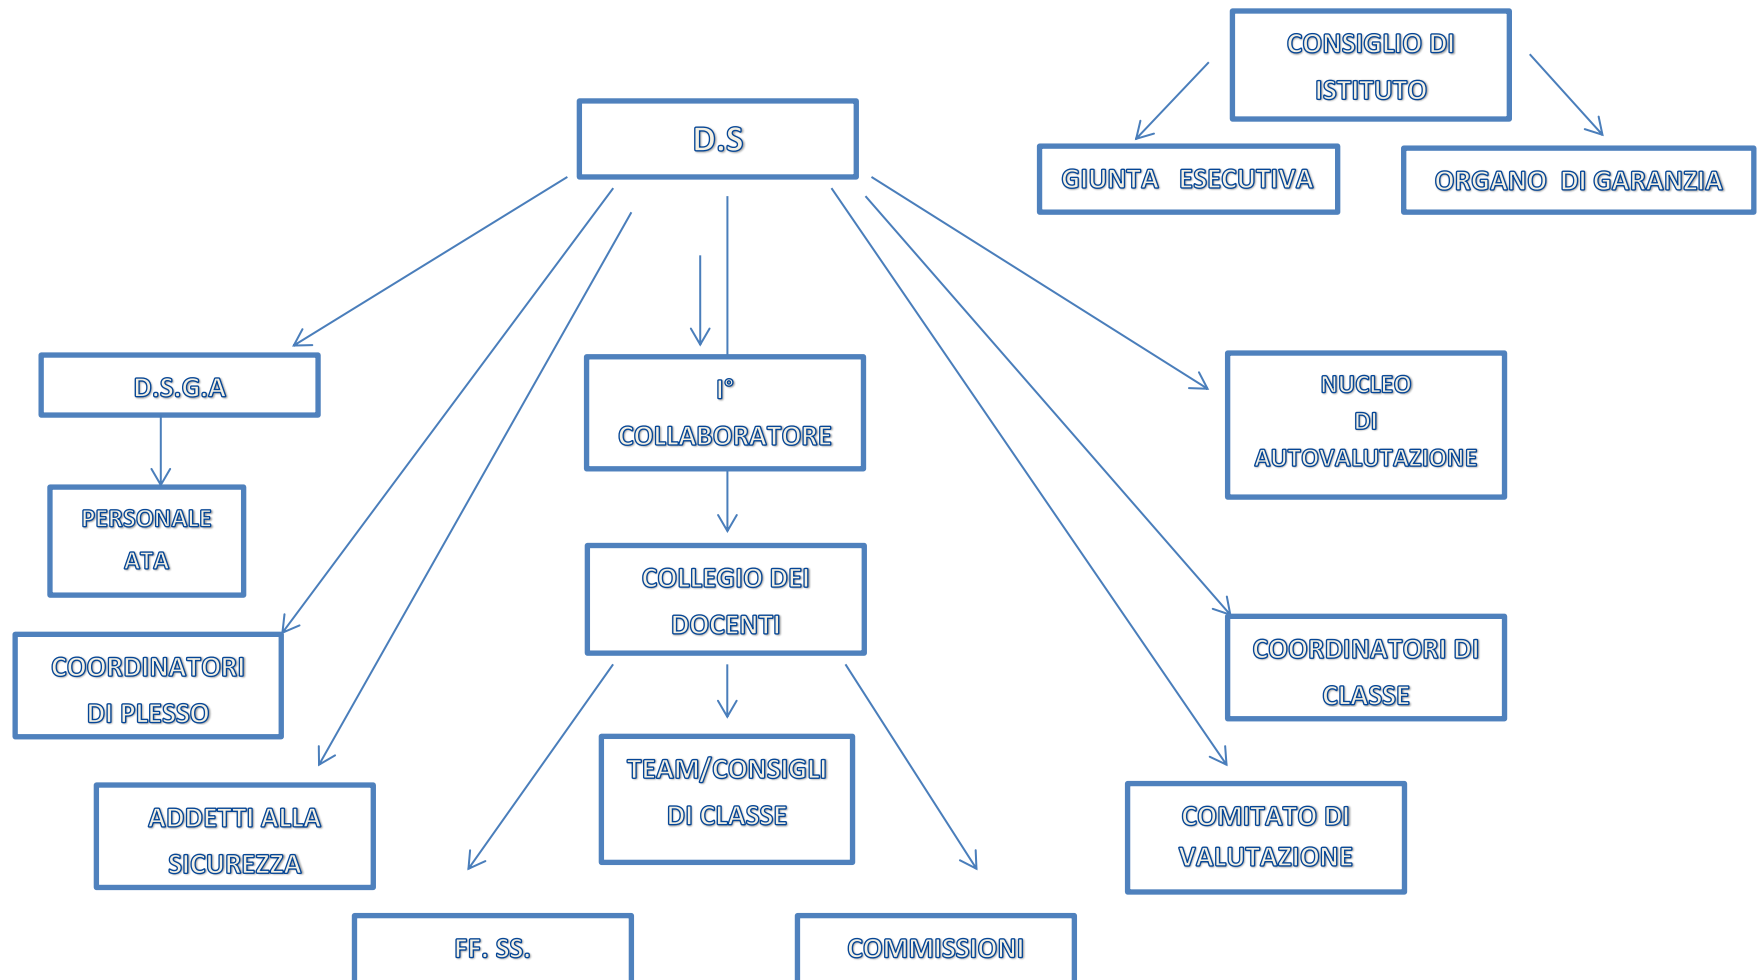 CONSIGLIO DI
ISTITUTO
D.S
GIUNTA ESECUTIVA
ORGANO DI GARANZIA
D.S.G.A
I°
COLLABORATORE
NUCLEO
DI
AUTOVALUTAZIONE
PERSONALE
ATA
COLLEGIO DEI
DOCENTI
COORDINATORI
DI PLESSO
COORDINATORI DI
CLASSE
TEAM/CONSIGLI
DI CLASSE
ADDETTI ALLA
SICUREZZA
COMITATO DI
VALUTAZIONE
FF. SS.
COMMISSIONI